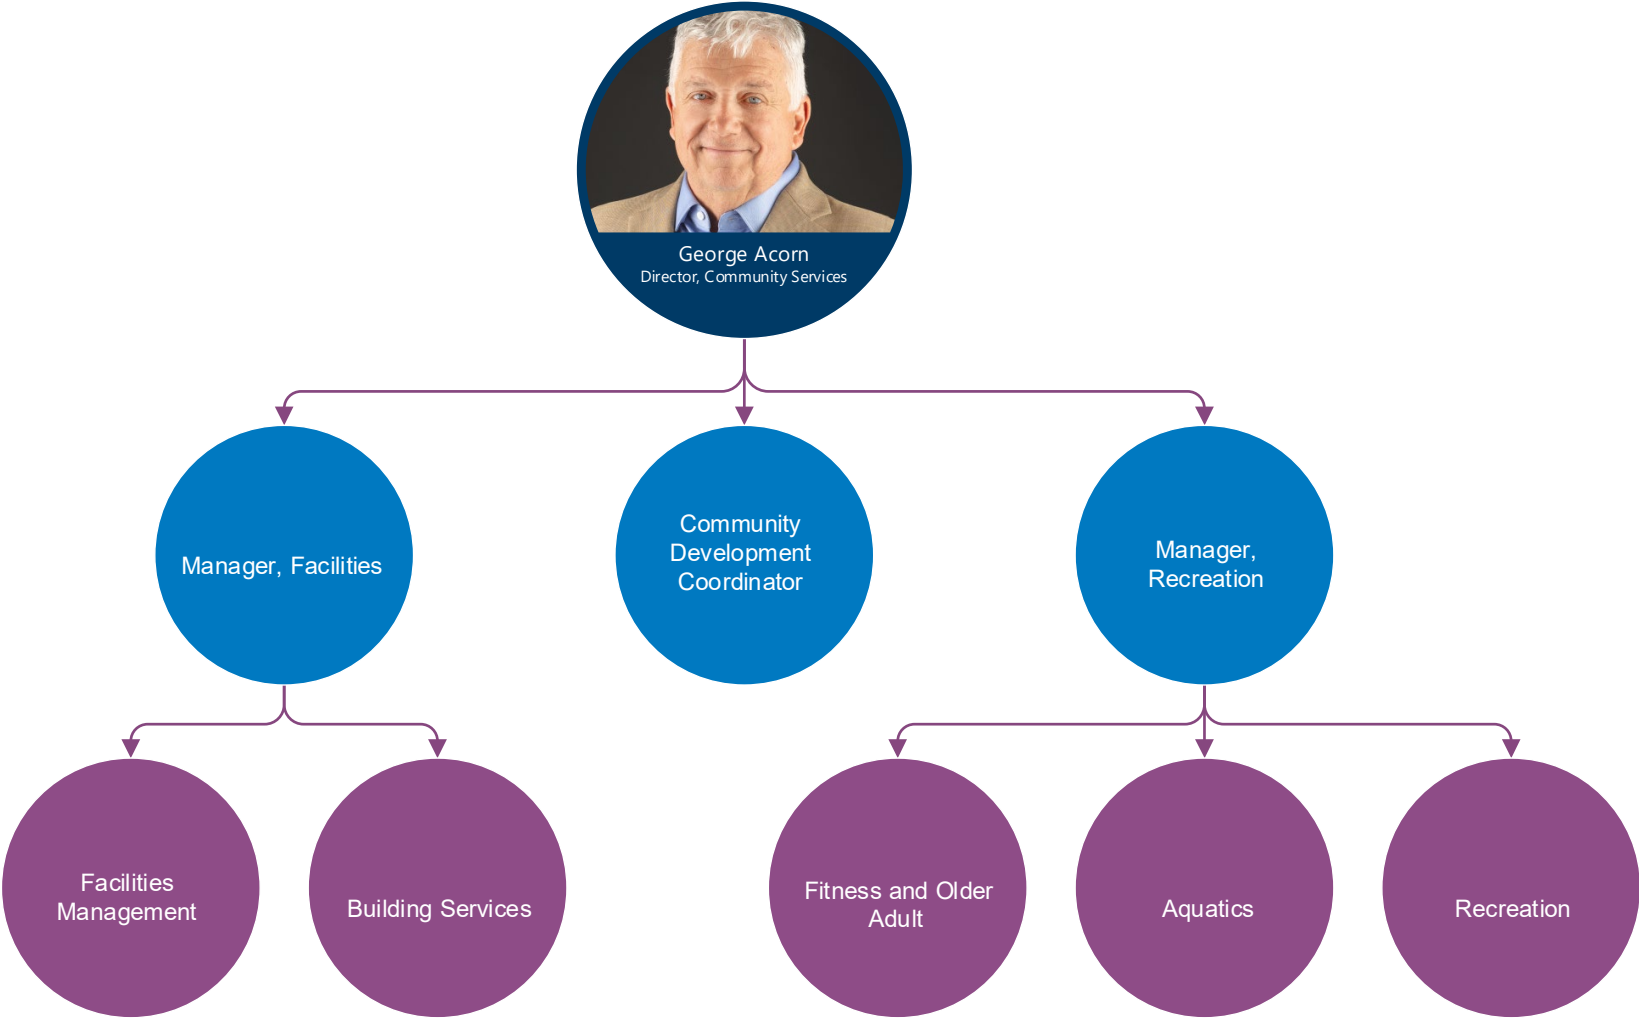 George Acorn
Director, Community Services
Manager, Facilities
Community
Development
Coordinator
Manager,
Recreation
Facilities
Management
Building Services
Fitness and Older
Adult
Aquatics
Recreation